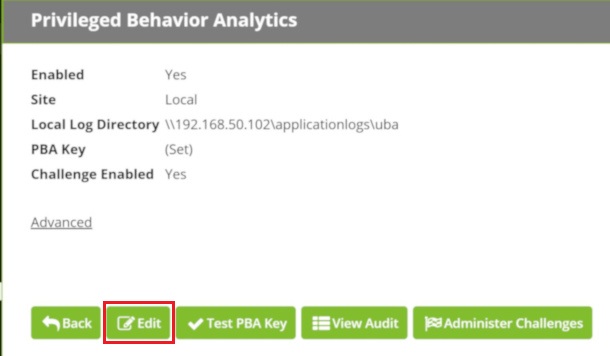 Privileged Behavior Analytics
Enabled Yes
Site Local
Local Log Directory \\192.168.50.102\applicationlogs\uba
PBA Key (Set)
Challenge Enabled Yes
Advanced
Back Edit Test PBA Key View Audit Administer Challenges